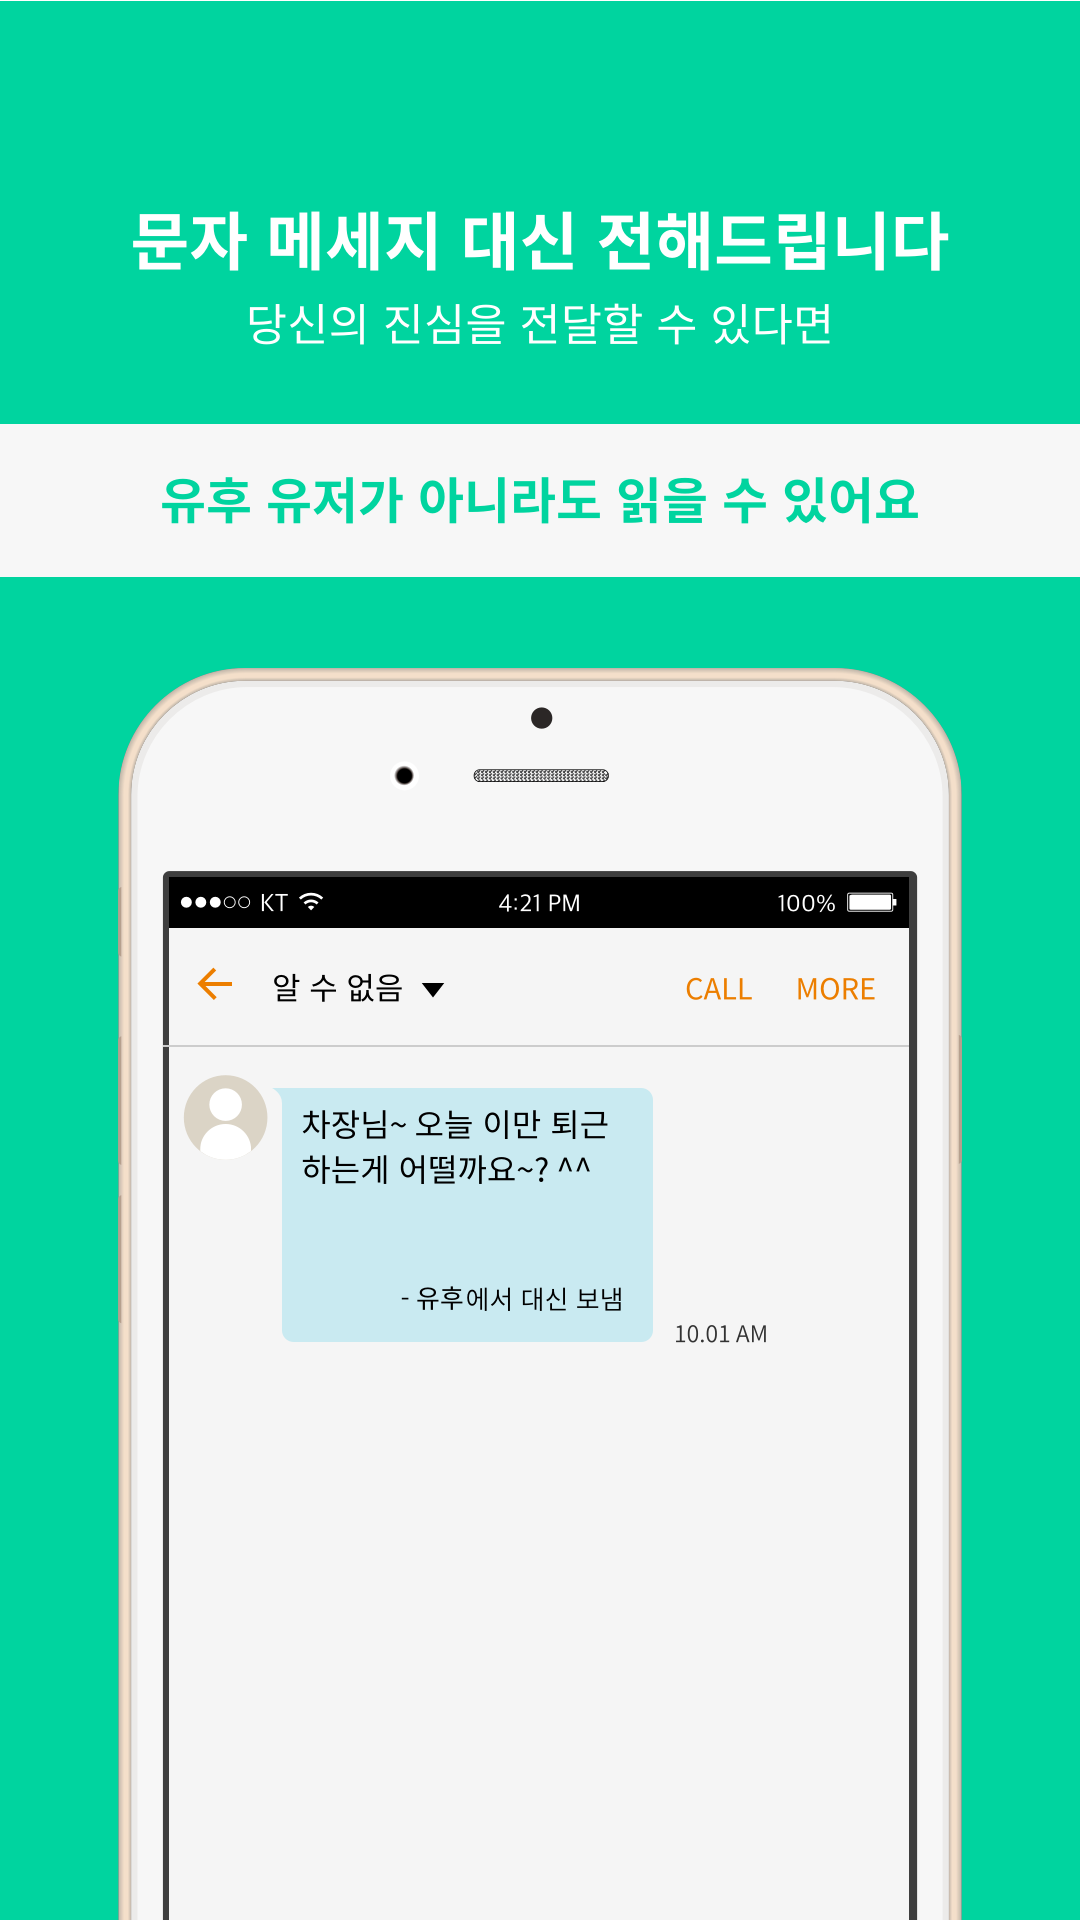 문자 메세지 대신 전해드립니다
당신의 진심을 전달할 수 있다면
유후 유저가 아니라도 읽을 수 있어요
KT 4:21 PM 100%
알 수 없음 CALL MORE
차장님~ 오늘 이만 퇴근
하는게 어떨까요~? ^^
- 유후에서 대신 보냄
10.01 AM